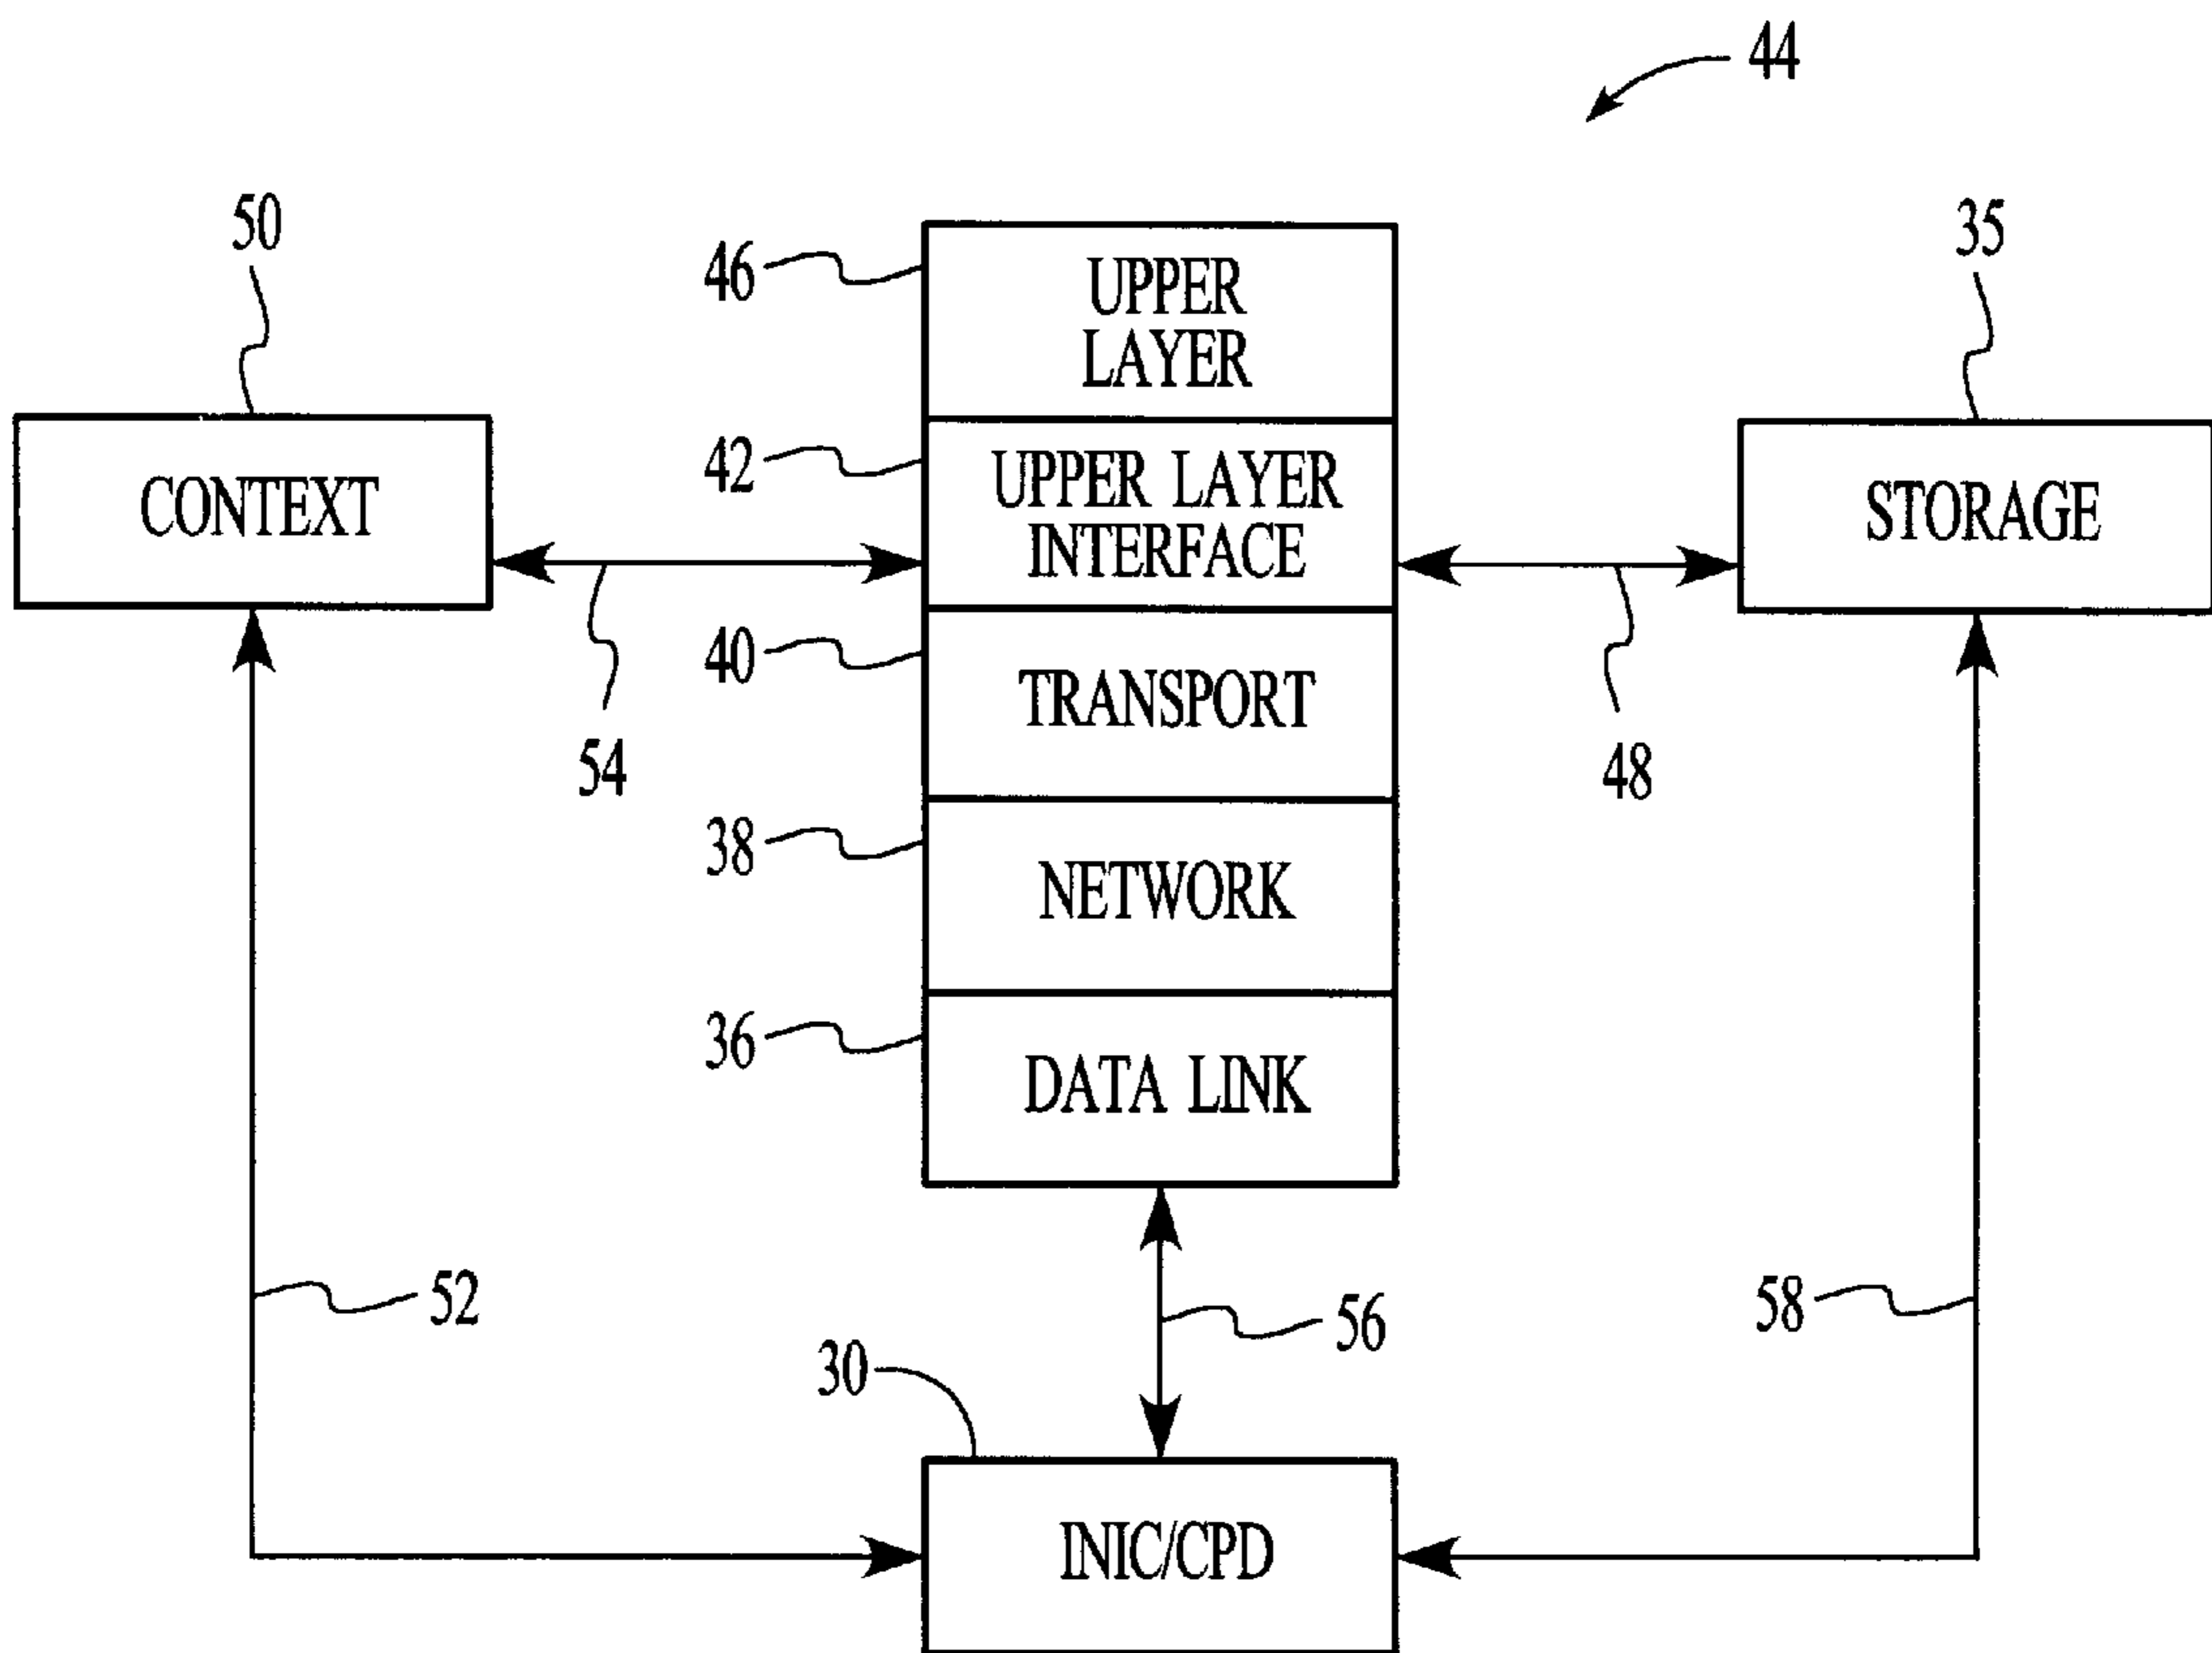 44
50
46
UPPER
LAYER
35
CONTEXT
42
UPPER LAYER
INTERFACE
STORAGE
40
TRANSPORT
54
48
38
NETWORK
36
DATA LINK
52
56
58
30
INIC/CPD